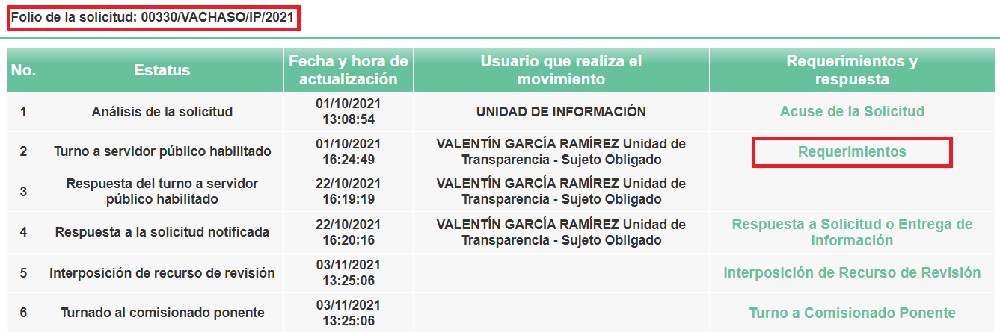 Folio de la solicitud: 00330/VACHASO/IP/2021
No.
Estatus
Fecha y hora de
actualización
Usuario que realiza el
movimiento
Requerimientos y
respuesta
1
Análisis de la solicitud
01/10/2021
13:08:54
UNIDAD DE INFORMACIÓN
Acuse de la Solicitud
2
Turno a servidor público habilitado
01/10/2021
16:24:49
VALENTÍN GARCÍA RAMÍREZ Unidad de
Transparencia - Sujeto Obligado
Requerimientos
3
Respuesta del turno a servidor
público habilitado
22/10/2021
16:19:19
VALENTÍN GARCÍA RAMÍREZ Unidad de
Transparencia - Sujeto Obligado
4
Respuesta a la solicitud notificada
22/10/2021
16:20:16
VALENTÍN GARCÍA RAMÍREZ Unidad de
Transparencia - Sujeto Obligado
Respuesta a Solicitud o Entrega de
Información
5
Interposición de recurso de revisión
03/11/2021
13:25:06
Interposición de Recurso de Revisión
6
Turnado al comisionado ponente
03/11/2021
13:25:06
Turno a Comisionado Ponente